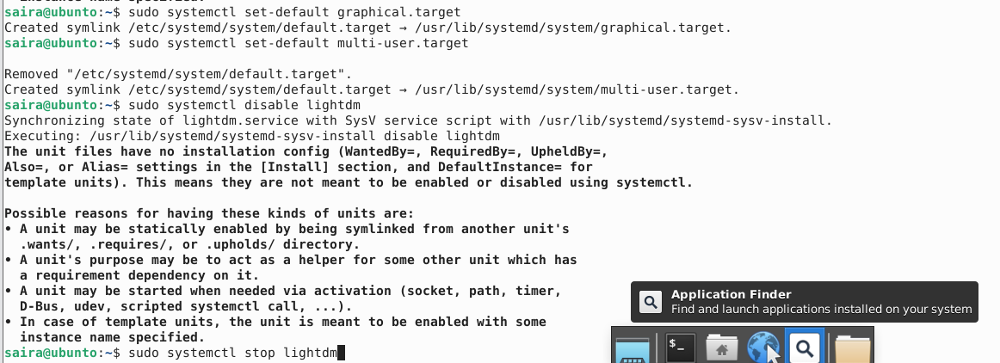 saira@ubunto:~$ sudo systemctl set-default graphical.target
Created symlink /etc/systemd/system/default.target → /usr/lib/systemd/system/graphical.target.
saira@ubunto:~$ sudo systemctl set-default multi-user.target
Removed "/etc/systemd/system/default.target".
Created symlink /etc/systemd/system/default.target → /usr/lib/systemd/system/multi-user.target.
saira@ubunto:~$ sudo systemctl disable lightdm
Synchronizing state of lightdm.service with SysV service script with /usr/lib/systemd/systemd-sysv-install.
Executing: /usr/lib/systemd/systemd-sysv-install disable lightdm
The unit files have no installation config (WantedBy=, RequiredBy=, UpheldBy=,
Also=, or Alias= settings in the [Install] section, and DefaultInstance= for
template units). This means they are not meant to be enabled or disabled using systemctl.
Possible reasons for having these kinds of units are:
• A unit may be statically enabled by being symlinked from another unit's
.wants/, .requires/, or .upholds/ directory.
• A unit's purpose may be to act as a helper for some other unit which has
a requirement dependency on it.
• A unit may be started when needed via activation (socket, path, timer,
D-Bus, udev, scripted systemctl call, ...).
• In case of template units, the unit is meant to be enabled with some
instance name specified.
saira@ubunto:~$ sudo systemctl stop lightdm
Application Finder
Find and launch applications installed on your system
$_